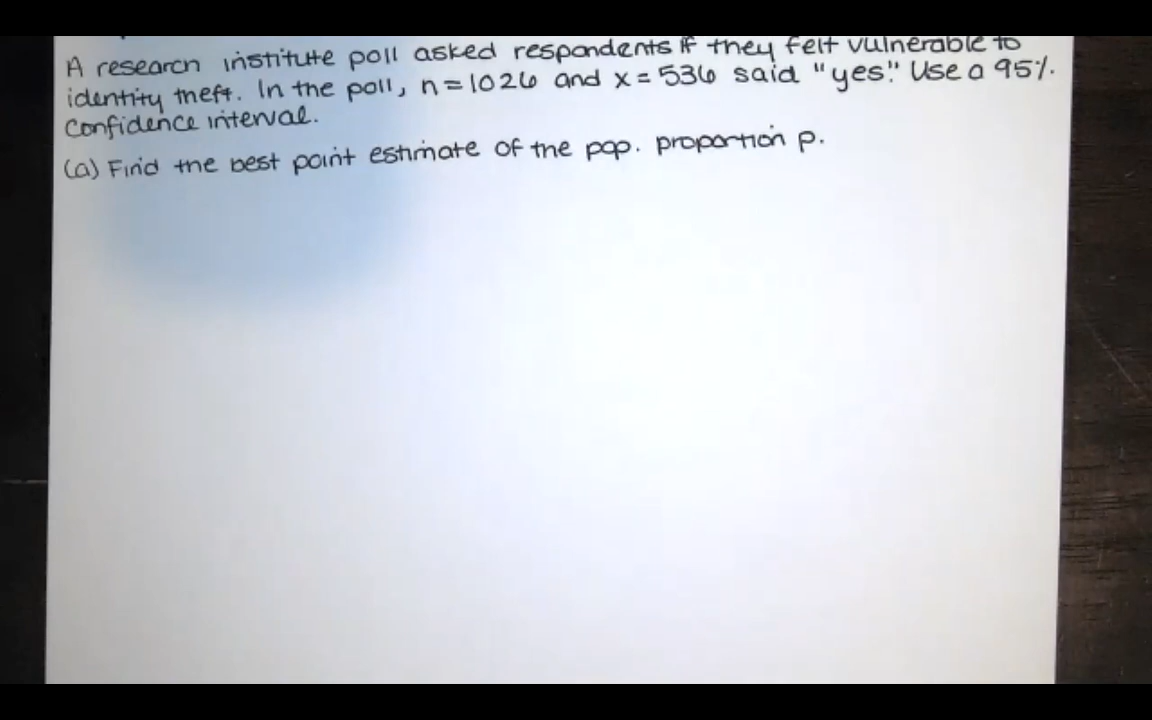 A research institute poll asked respondents if they felt vulnerable to
identity theft. In the poll, n=1026 and x=536 said "yes." Use a 95%.
Confidence interval.
(a) Find the best point estimate of the pop. proportion p.